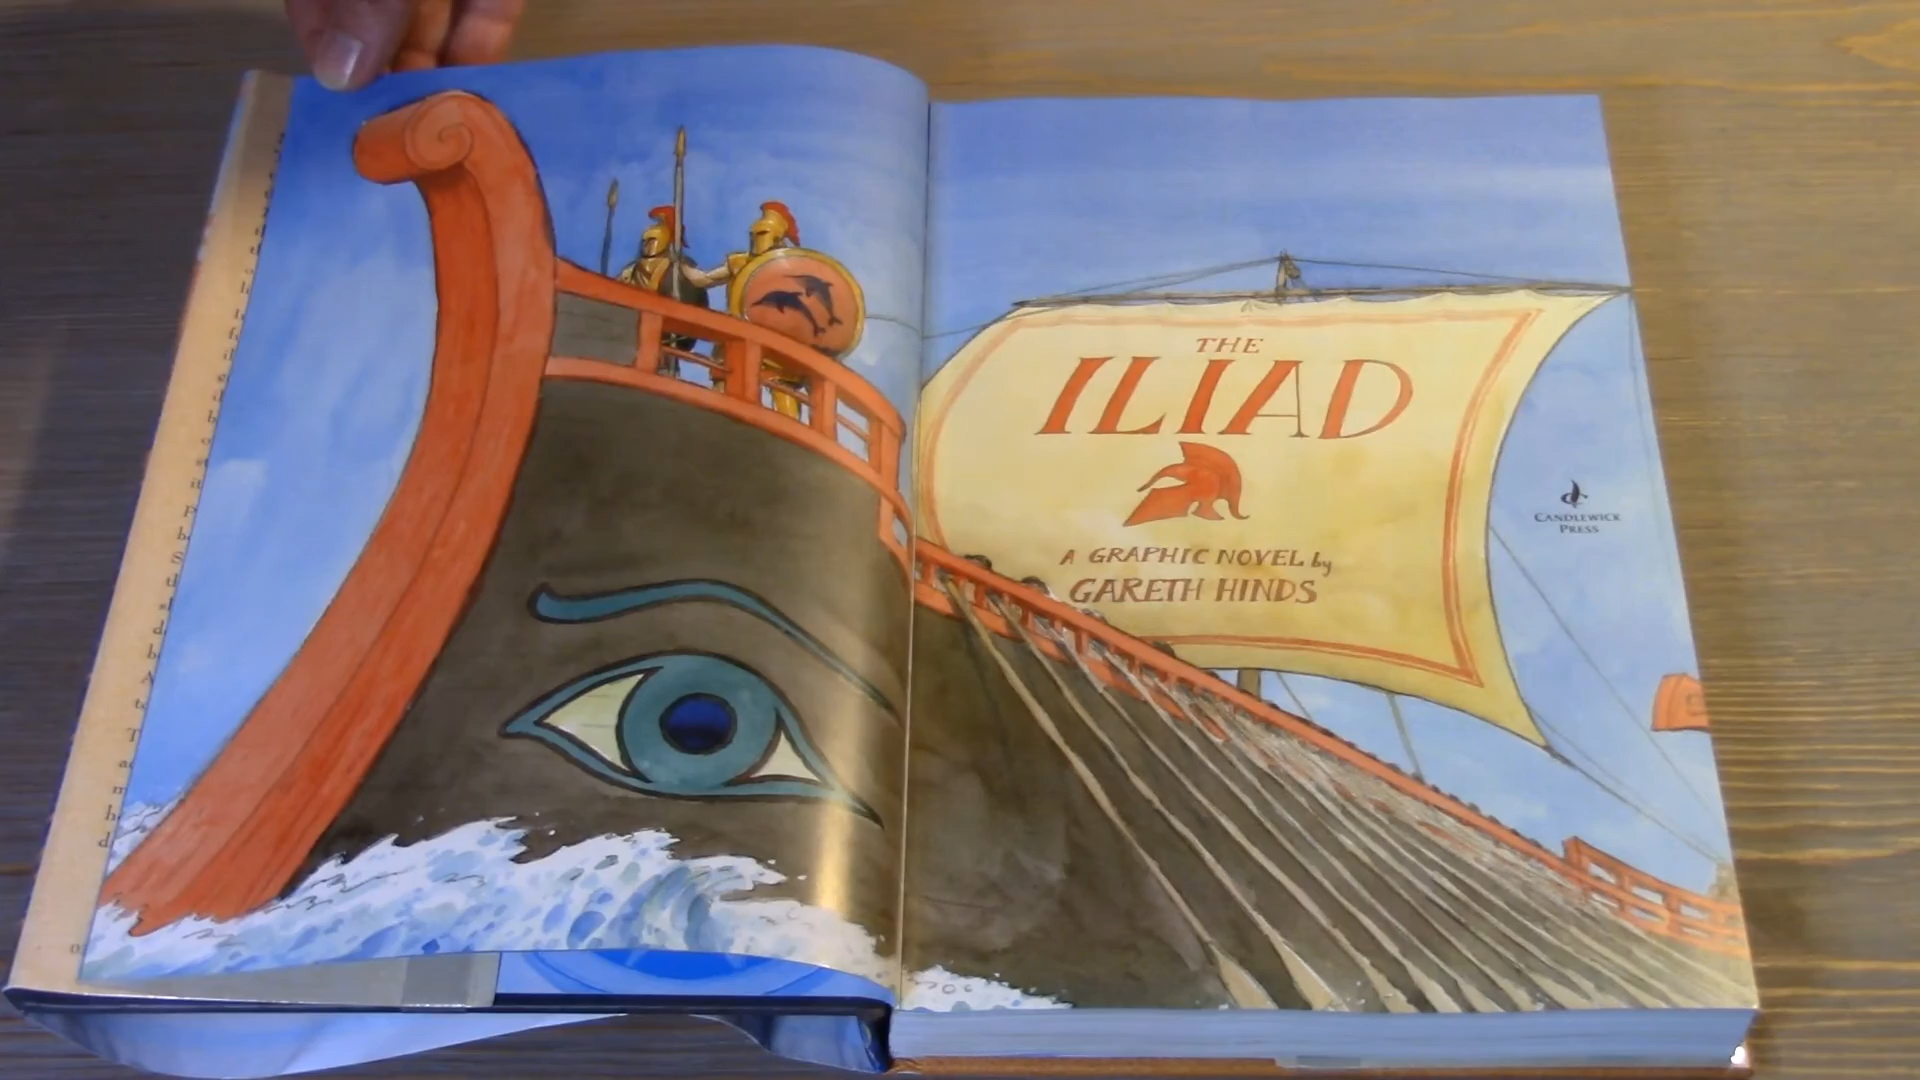 THE
ILIAD
A GRAPHIC NOVEL by
GARETH HINDS
CANDLEWICK
PRESS